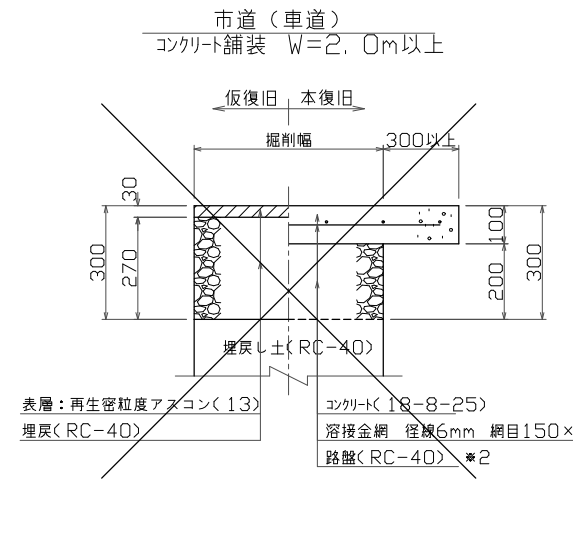 市道（車道）
コンクリート舗装 W=2.0m以上
仮復旧 本復旧
掘削幅 300以上
30
300
270
100
200
300
埋戻し土(RC-40)
表層：再生密粒度アスコン(13)
埋戻(RC-40)
コンクリート(18-8-25)
溶接金網 径線6mm 網目150×
路盤(RC-40) ※2